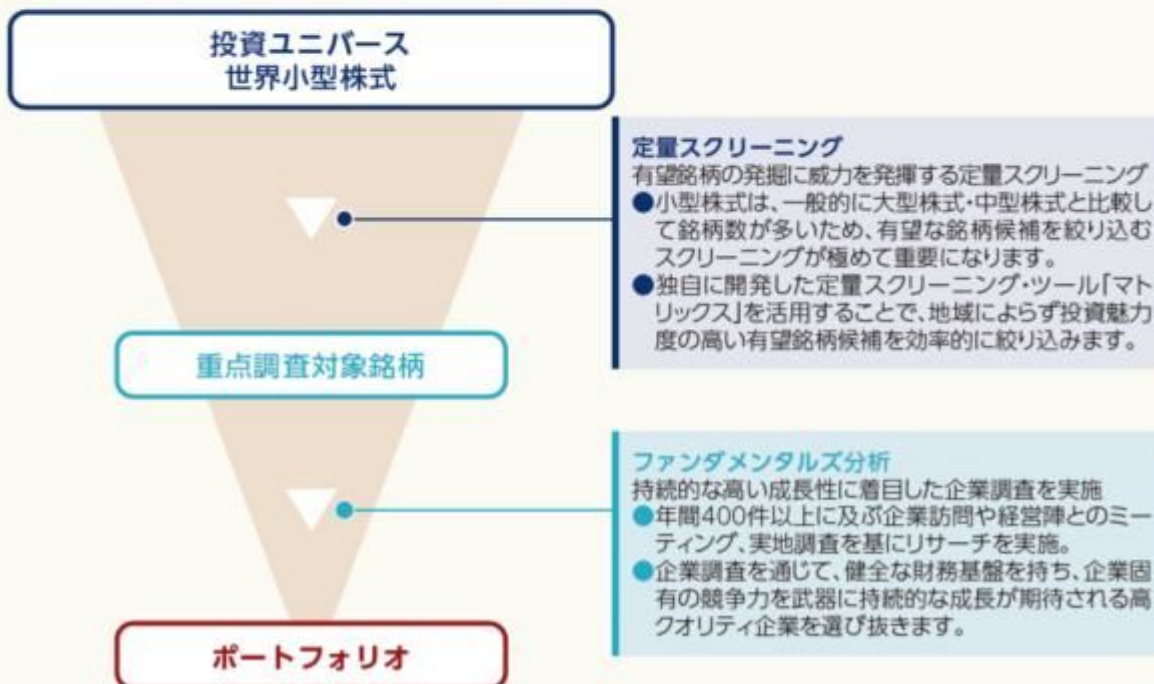 投資ユニバース
世界小型株式
定量スクリーニング
有望銘柄の発掘に威力を発揮する定量スクリーニング
●小型株式は、一般的に大型株式・中型株式と比較し
て銘柄数が多いため、有望な銘柄候補を絞り込む
スクリーニングが極めて重要になります。
●独自に開発した定量スクリーニング・ツール「マト
リックス」を活用することで、地域によらず投資魅力
度の高い有望銘柄候補を効率的に絞り込みます。
重点調査対象銘柄
ファンダメンタルズ分析
持続的な高い成長性に着目した企業調査を実施
●年間400件以上に及ぶ企業訪問や経営陣とのミー
ティング、実地調査を基にリサーチを実施。
●企業調査を通じて、健全な財務基盤を持ち、企業固
有の競争力を武器に持続的な成長が期待される高
クオリティ企業を選び抜きます。
ポートフォリオ